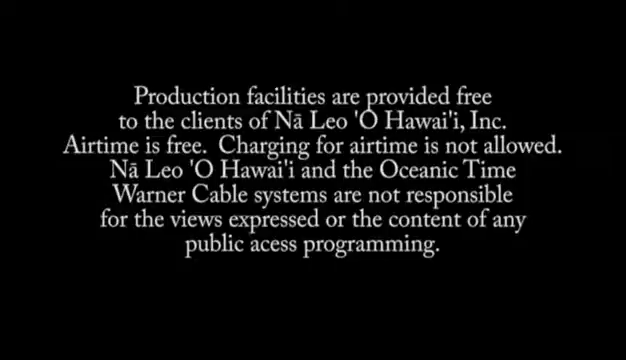 Production facilities are provided free
to the clients of Nā Leo 'O Hawai'i, Inc.
Airtime is free.  Charging for airtime is not allowed.
Nā Leo 'O Hawai'i and the Oceanic Time
Warner Cable systems are not responsible
for the views expressed or the content of any
public acess programming.